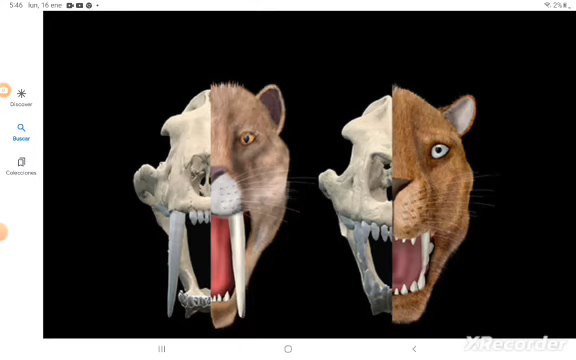 5:46 lun, 16 ene
2%
Discover
Buscar
Colecciones
XRecorder